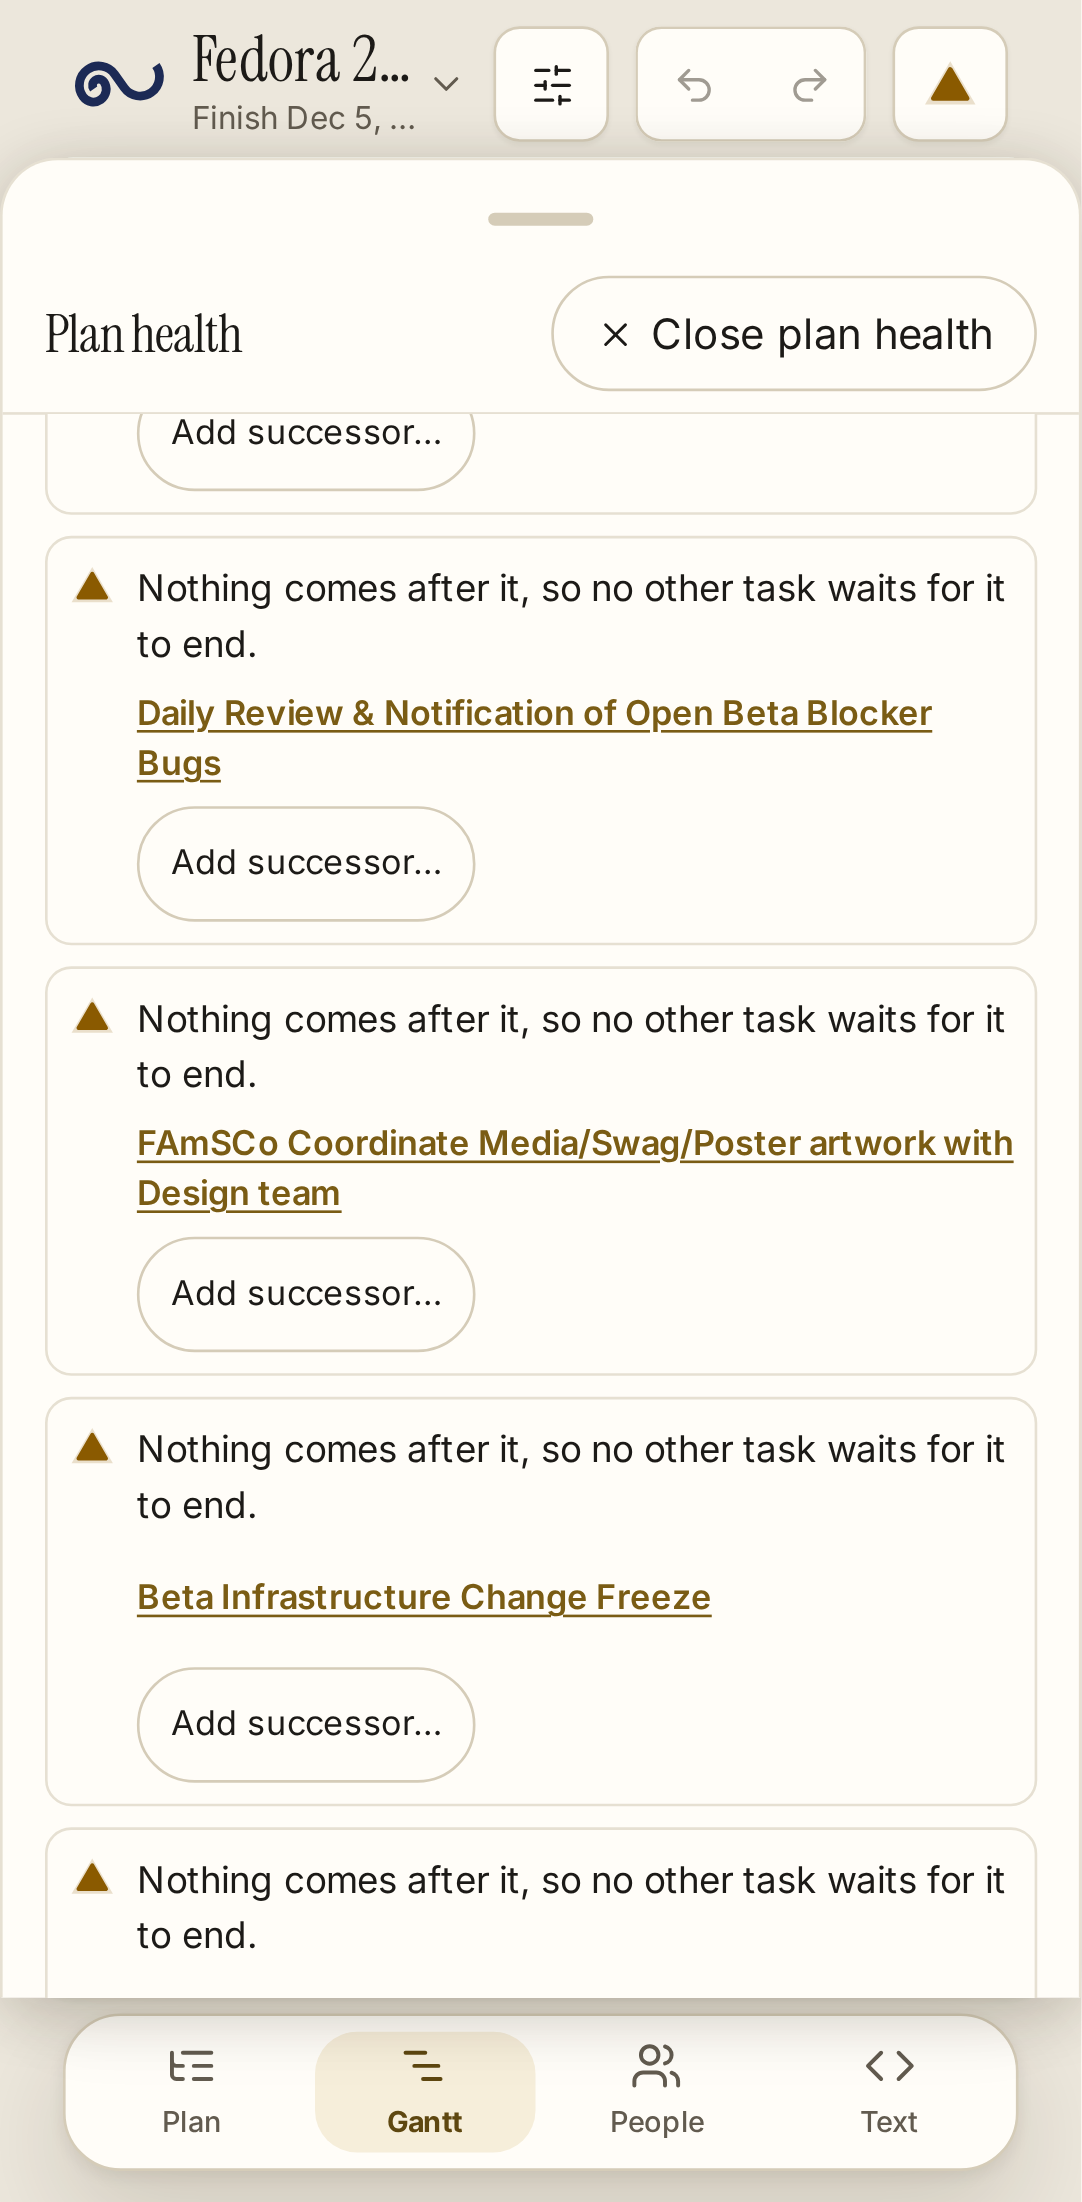 Fedora 2...
Finish Dec 5, ...
Plan health
Close plan health
Add successor...
Nothing comes after it, so no other task waits for it
to end.
Daily Review & Notification of Open Beta Blocker
Bugs
Add successor...
Nothing comes after it, so no other task waits for it
to end.
FAmSCo Coordinate Media/Swag/Poster artwork with
Design team
Add successor...
Nothing comes after it, so no other task waits for it
to end.
Beta Infrastructure Change Freeze
Add successor...
Nothing comes after it, so no other task waits for it
to end.
Plan
Gantt
People
Text